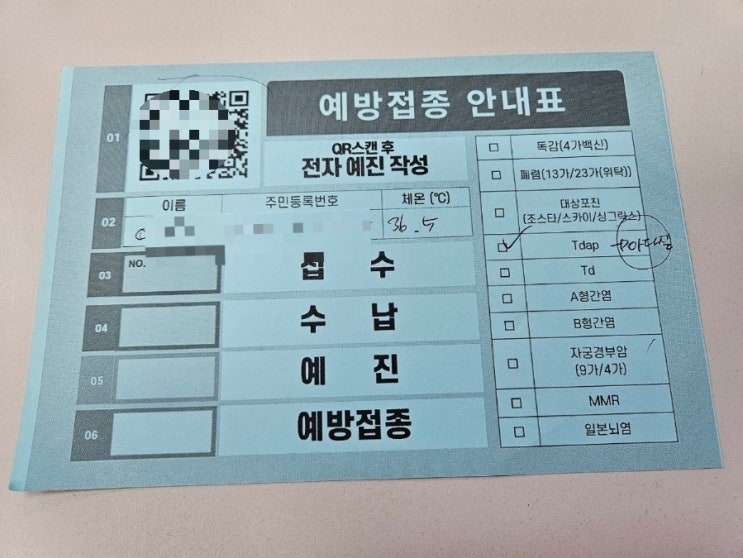 예방접종 안내표
01
QR스캔 후
전자 예진 작성
02
이름
주민등록번호
체온 (℃)
36.5
03
NO.
접 수
04
수 납
05
예 진
06
예방접종
독감(4가백신)
폐렴(13가/23가(위탁))
대상포진
(조스타/스카이/싱그릭스)
Tdap
Td
A형간염
B형간염
자궁경부암
(9가/4가)
MMR
일본뇌염